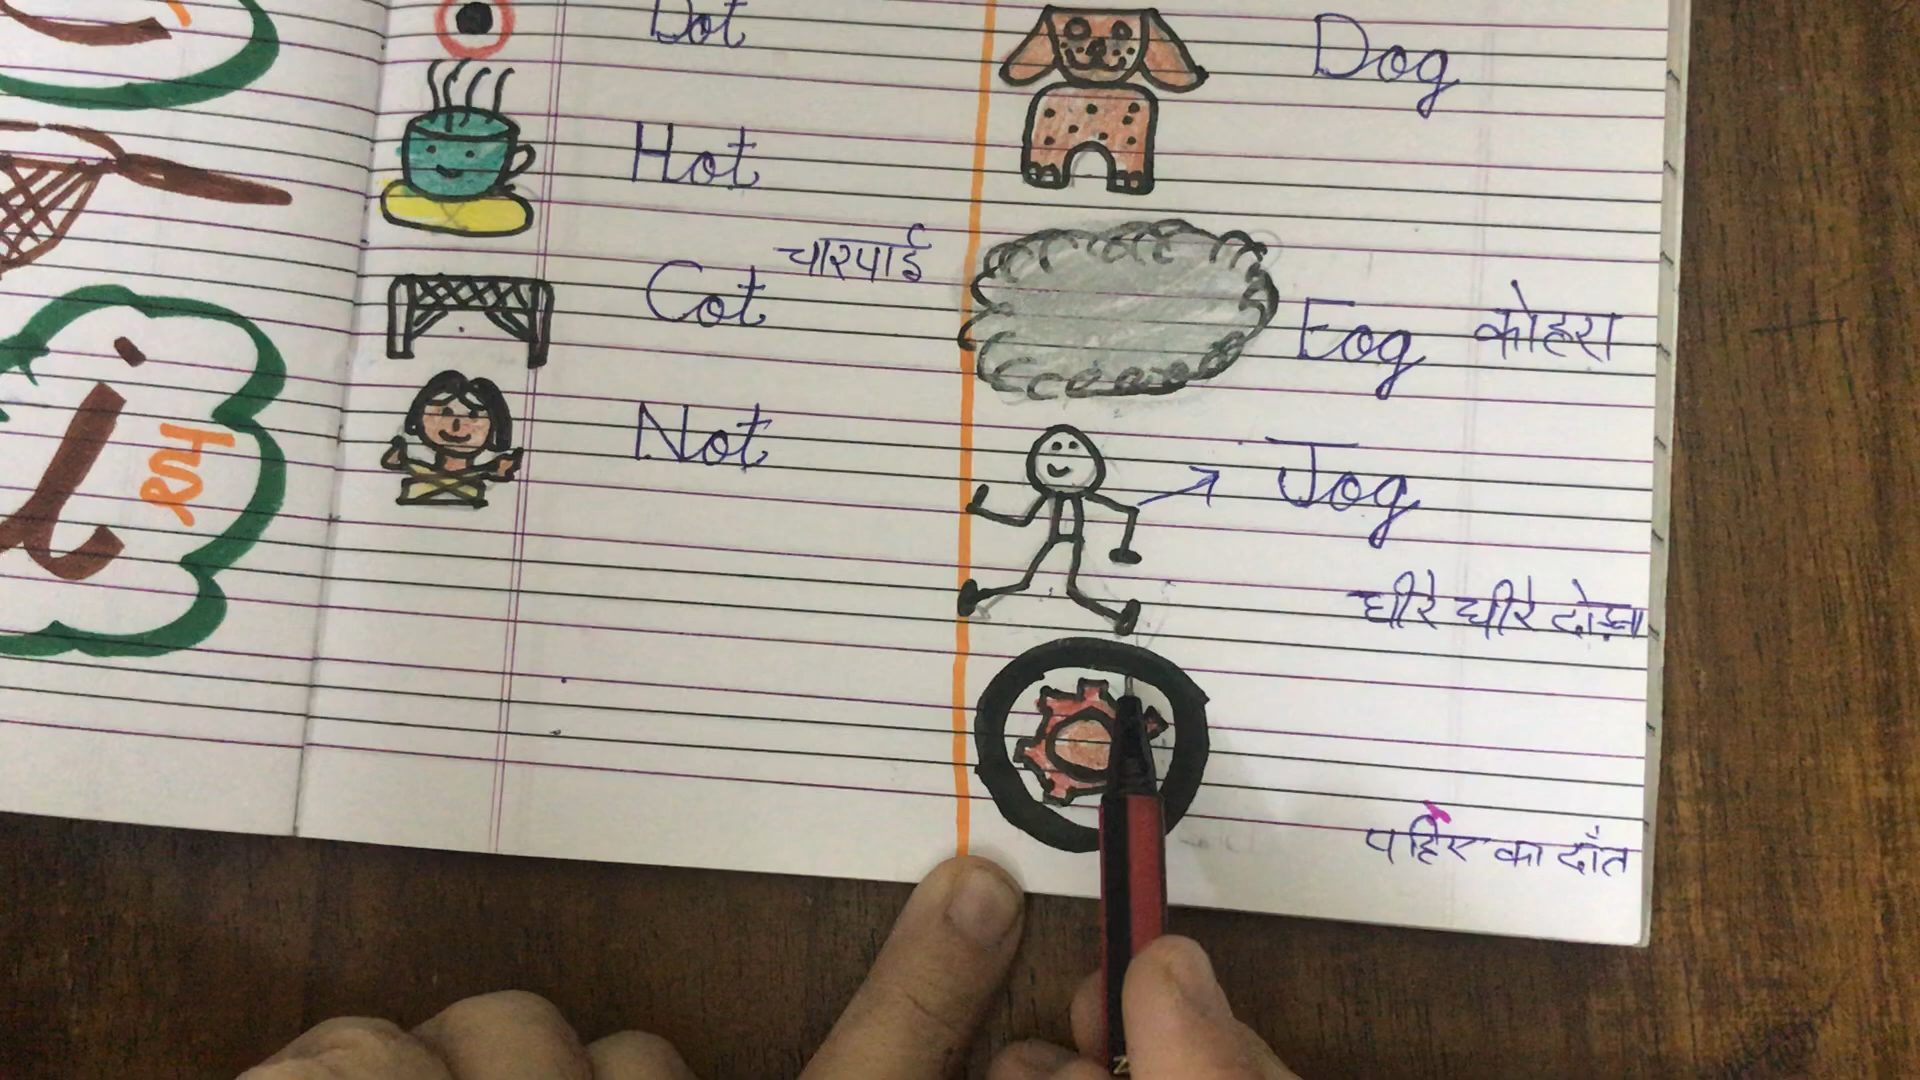 i
इ
Dot
Hot
Cot चारपाई
Not
Dog
Fog कोहरा
Jog
धीरे धीरे दोड़ना
पहिए का दाँत